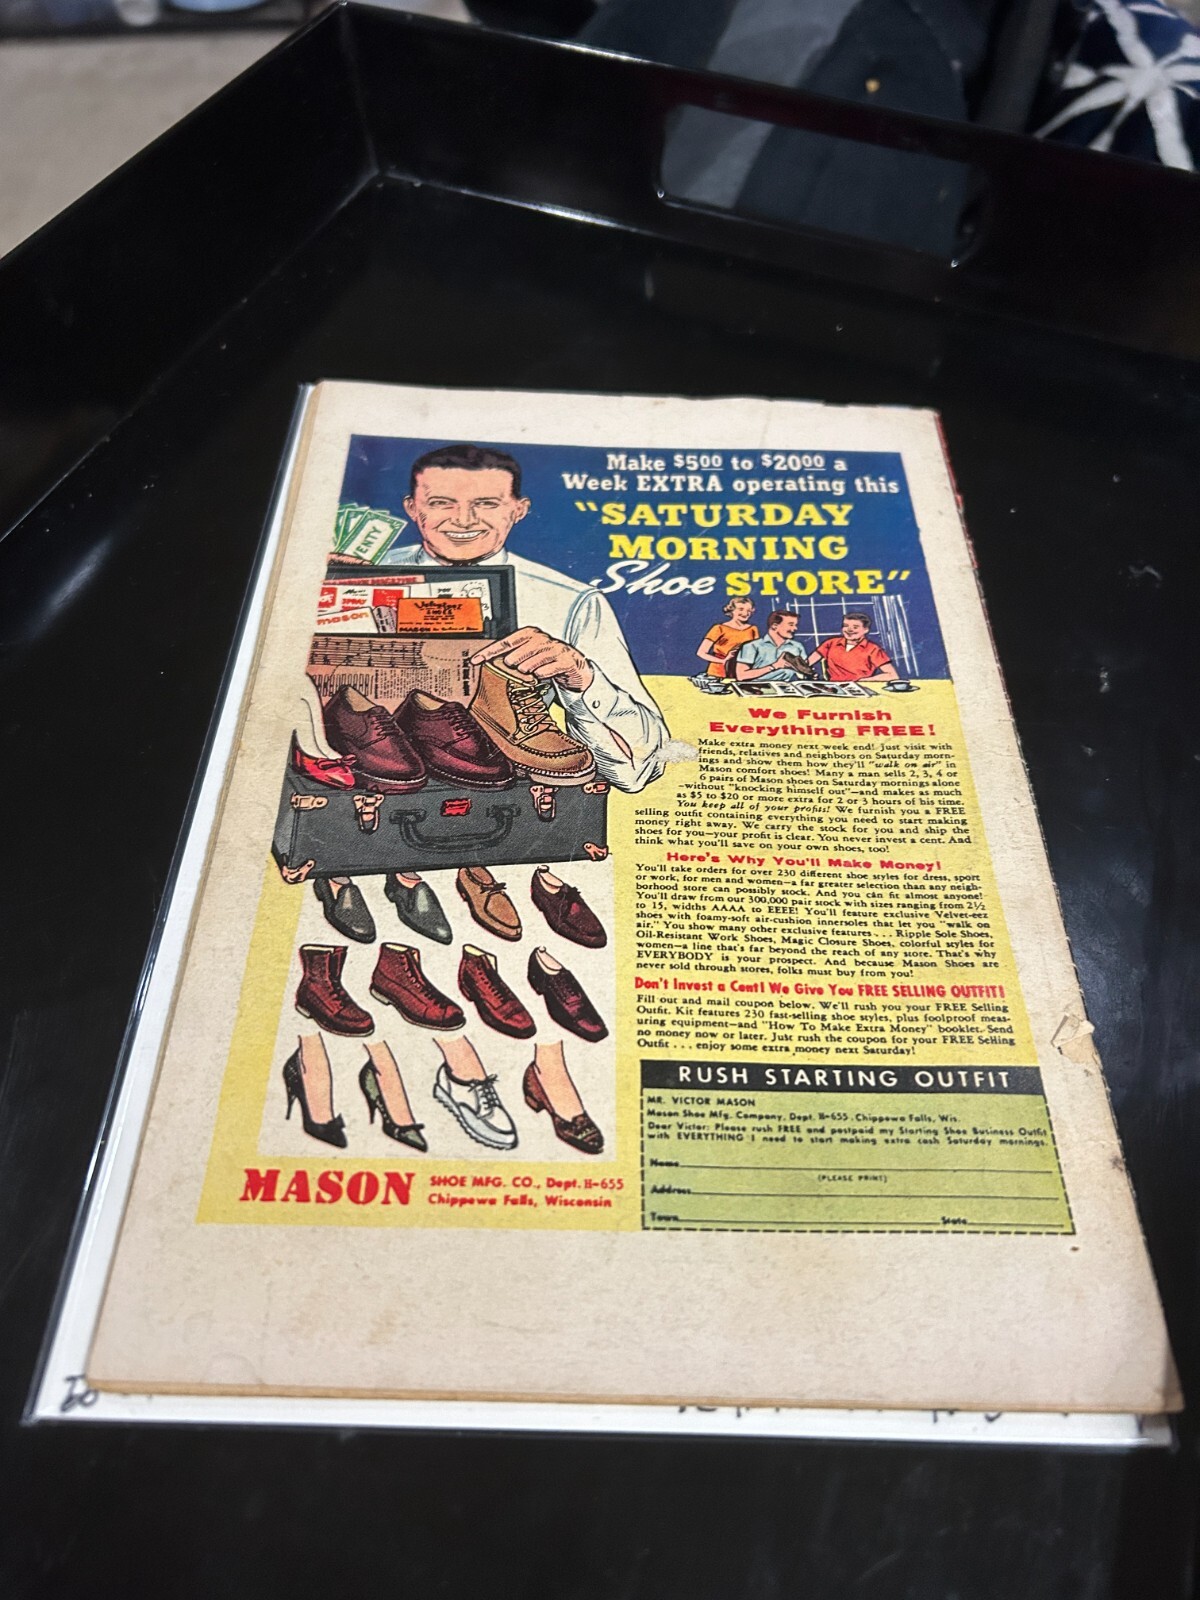 Make $5.00 to $20.00 a
Week EXTRA operating this
"SATURDAY
MORNING
Shoe STORE"
mason
MASON
We Furnish
Everything FREE!
Make extra money next week end! Just visit with
friends, relatives and neighbors on Saturday morn-
ings and show them how they'll "walk on air" in
Mason comfort shoes! Many a man sells 2, 3, 4 or
6 pairs of Mason shoes on Saturday mornings alone
—without "knocking himself out"—and makes as much
as $5 to $20 or more extra for 2 or 3 hours of his time.
You keep all of your profits! We furnish you a FREE
selling outfit containing everything you need to start making
money right away. We carry the stock for you and ship the
shoes for you—your profit is clear. You never invest a cent. And
think what you'll save on your own shoes, too!
Here's Why You'll Make Money!
You'll take orders for over 230 different shoe styles for dress, sport
or work, for men and women—a far greater selection than any neigh-
borhood store can possibly stock. And you can fit almost anyone!
You'll draw from our 300,000 pair stock with sizes ranging from 2½
to 15, widths AAAA to EEEE! You'll feature exclusive Velvet-eez
shoes with foamy-soft air-cushion innersoles that let you "walk on
air." You show many other exclusive features . . . Ripple Sole Shoes,
Oil-Resistant Work Shoes, Magic Closure Shoes, colorful styles for
women—a line that's far beyond the reach of any store. That's why
EVERYBODY is your prospect. And because Mason Shoes are
never sold through stores, folks must buy from you!
Don't Invest a Cent! We Give You FREE SELLING OUTFIT!
Fill out and mail coupon below. We'll rush you your FREE Selling
Outfit. Kit features 230 fast-selling shoe styles, plus foolproof meas-
uring equipment—and "How To Make Extra Money" booklet. Send
no money now or later. Just rush the coupon for your FREE Selling
Outfit . . . enjoy some extra money next Saturday!
RUSH STARTING OUTFIT
MR. VICTOR MASON
Mason Shoe Mfg. Company, Dept. H-655, Chippewa Falls, Wis.
Dear Victor: Please rush FREE and postpaid my Starting Shoe Business Outfit
with EVERYTHING I need to start making extra cash Saturday mornings.
Name
(PLEASE PRINT)
Address
Town State
MASON SHOE MFG. CO., Dept. H-655
Chippewa Falls, Wisconsin